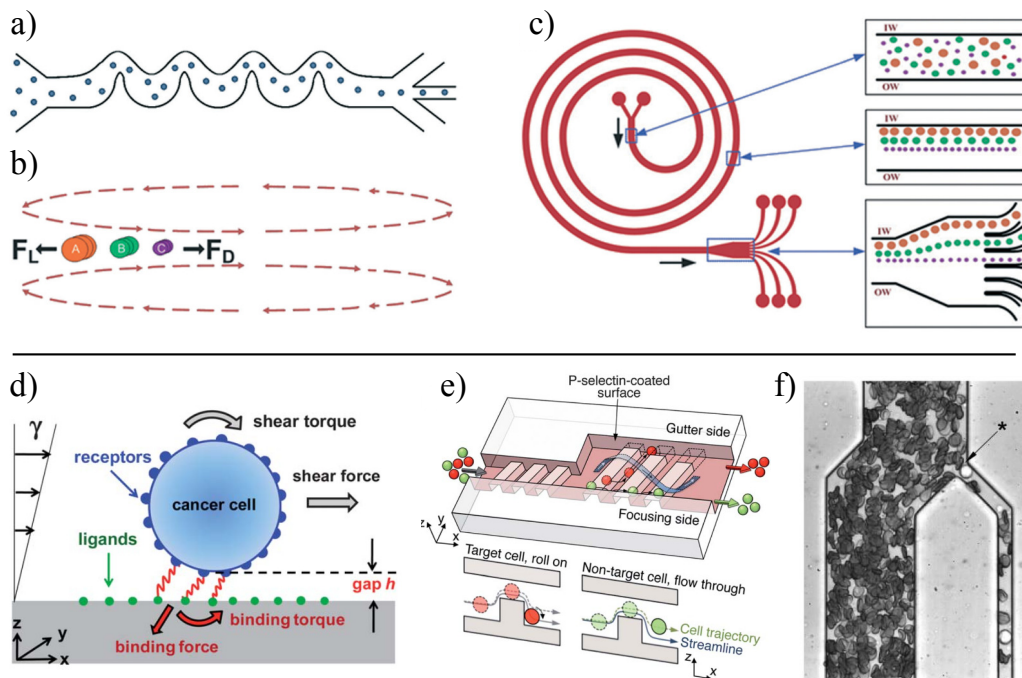 a)
b)
F_L
A
B
C
F_D
c)
IW
OW
IW
OW
IW
OW
d)
γ
shear torque
receptors
shear force
cancer cell
ligands
gap h
binding torque
binding force
z
y
x
e)
P-selectin-coated
surface
Gutter side
Focusing side
z
y
x
Target cell, roll on
Non-target cell, flow through
Cell trajectory
Streamline
z
x
f)
*